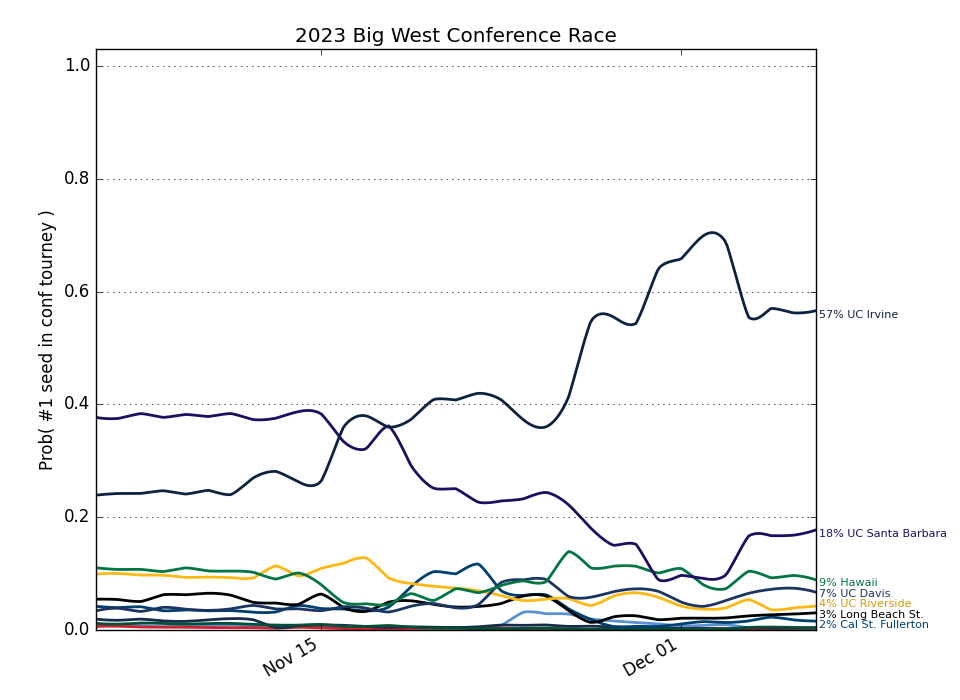 2023 Big West Conference Race
Prob( #1 seed in conf tourney )
1.0
0.8
0.6
0.4
0.2
0.0
Nov 15
Dec 01
57% UC Irvine
18% UC Santa Barbara
9% Hawaii
7% UC Davis
4% UC Riverside
3% Long Beach St.
2% Cal St. Fullerton